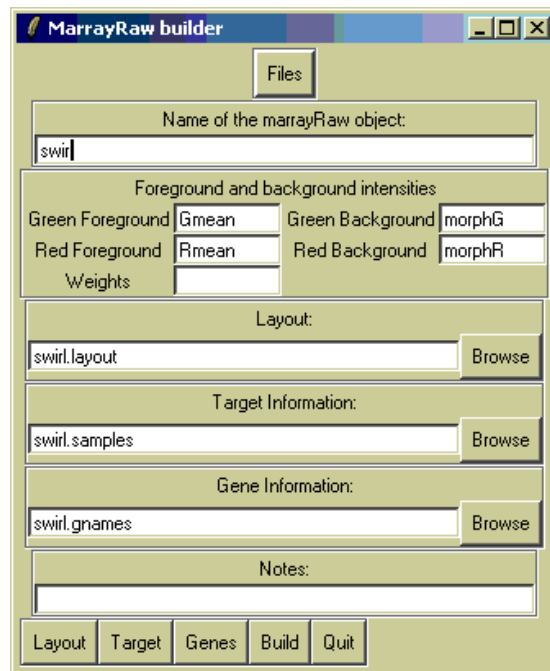 MarrayRaw builder
Files
Name of the marrayRaw object:
swir
Foreground and background intensities
Green Foreground Gmean Green Background morphG
Red Foreground Rmean Red Background morphR
Weights
Layout:
swirl.layout Browse
Target Information:
swirl.samples Browse
Gene Information:
swirl.gnames Browse
Notes:
Layout Target Genes Build Quit